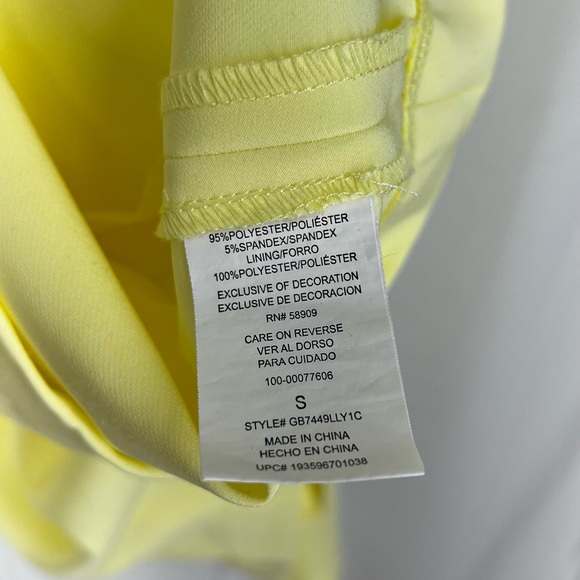 95%POLYESTER/POLIÉSTER
5%SPANDEX/SPANDEX
LINING/FORRO
100%POLYESTER/POLIÉSTER
EXCLUSIVE OF DECORATION
EXCLUSIVE DE DECORACION
RN# 58909
CARE ON REVERSE
VER AL DORSO
PARA CUIDADO
100-00077606
S
STYLE# GB7449LLY1C
MADE IN CHINA
HECHO EN CHINA
UPC# 193596701038